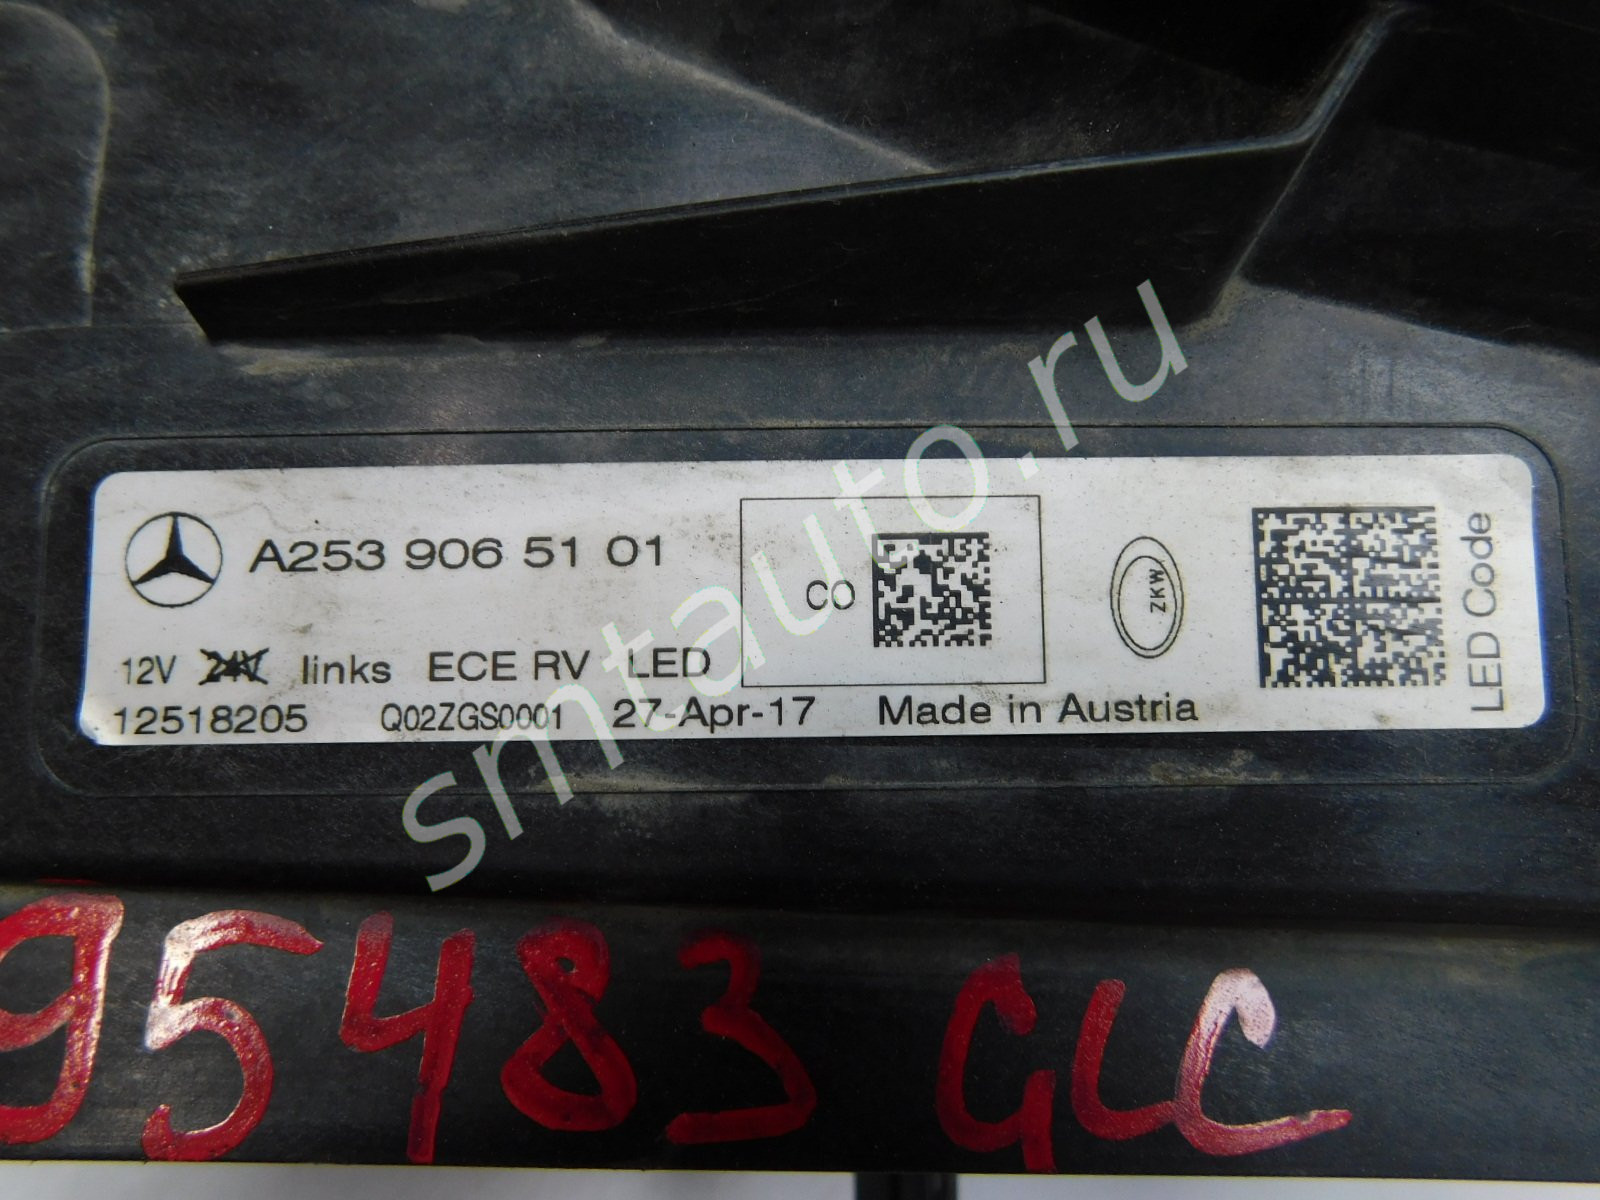 A253 906 51 01
CO
ZKW
LED Code
12V 24V links ECE RV LED
12518205 Q02ZGS0001 27-Apr-17 Made in Austria
smtauto.ru
95483 GLC